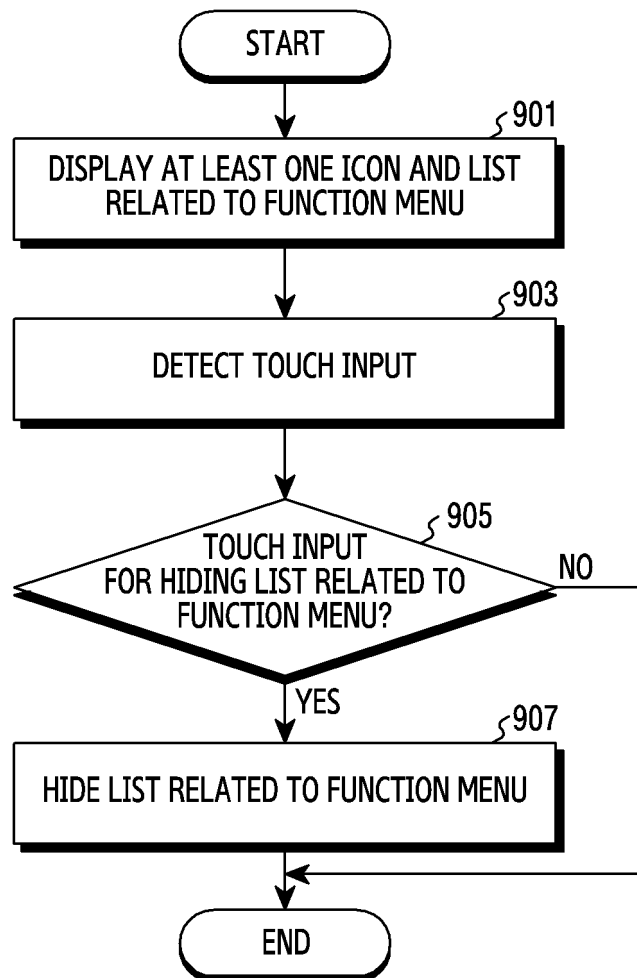 START
901
DISPLAY AT LEAST ONE ICON AND LIST
RELATED TO FUNCTION MENU
903
DETECT TOUCH INPUT
905
TOUCH INPUT
FOR HIDING LIST RELATED TO
FUNCTION MENU?
NO
YES
907
HIDE LIST RELATED TO FUNCTION MENU
END